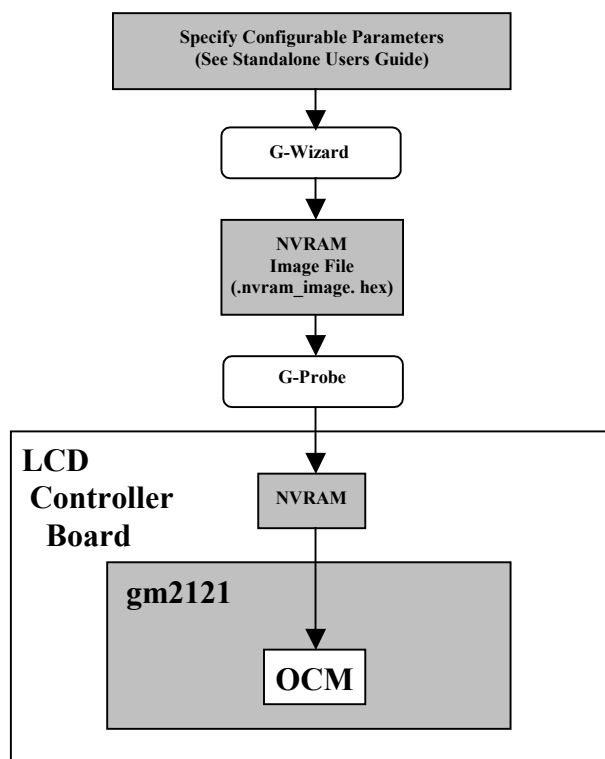 Specify Configurable Parameters
(See Standalone Users Guide)
G-Wizard
NVRAM
Image File
(.nvram_image. hex)
G-Probe
LCD
Controller
Board
NVRAM
gm2121
OCM